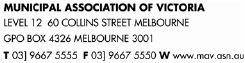 MUNICIPAL ASSOCIATION OF VICTORIA
LEVEL 12 60 COLLINS STREET MELBOURNE
GPO BOX 4326 MELBOURNE 3001
T 03] 9667 5555 F 03] 9667 5550 W www.mav.asn.au